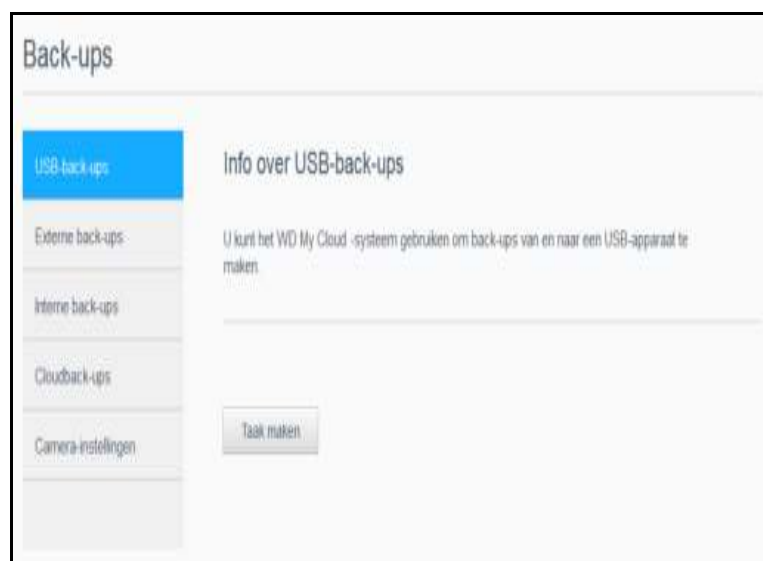 Back-ups
USB-back-ups
Externe back-ups
Interne back-ups
Cloudback-ups
Camera-instellingen
Info over USB-back-ups
U kunt het WD My Cloud -systeem gebruiken om back-ups van en naar een USB-apparaat te
maken
Taak maken